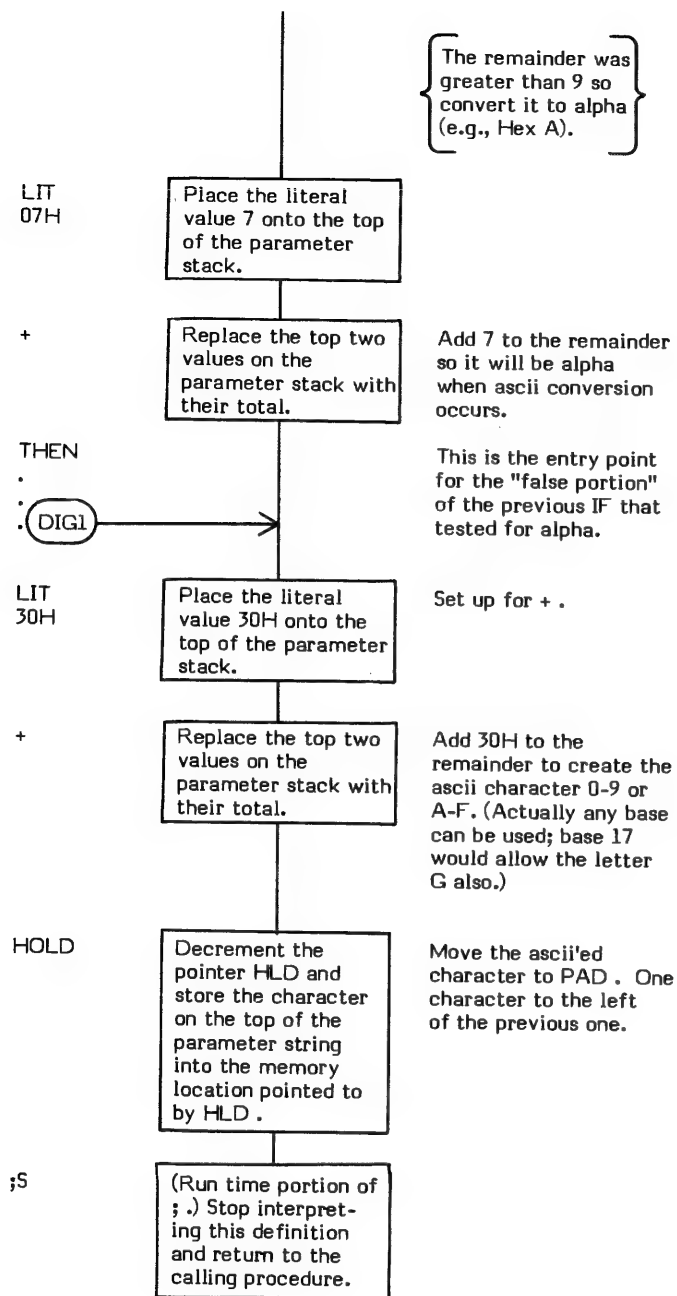 The remainder was
greater than 9 so
convert it to alpha
(e.g., Hex A).
LIT
07H
Place the literal
value 7 onto the top
of the parameter
stack.
+
Replace the top two
values on the
parameter stack with
their total.
Add 7 to the remainder
so it will be alpha
when ascii conversion
occurs.
THEN
.
.
.
DIG1
This is the entry point
for the "false portion"
of the previous IF that
tested for alpha.
LIT
30H
Place the literal
value 30H onto the
top of the parameter
stack.
Set up for + .
+
Replace the top two
values on the
parameter stack with
their total.
Add 30H to the
remainder to create the
ascii character 0-9 or
A-F. (Actually any base
can be used; base 17
would allow the letter
G also.)
HOLD
Decrement the
pointer HLD and
store the character
on the top of the
parameter string
into the memory
location pointed to
by HLD .
Move the ascii'ed
character to PAD . One
character to the left
of the previous one.
;S
(Run time portion of
; .) Stop interpret-
ing this definition
and return to the
calling procedure.